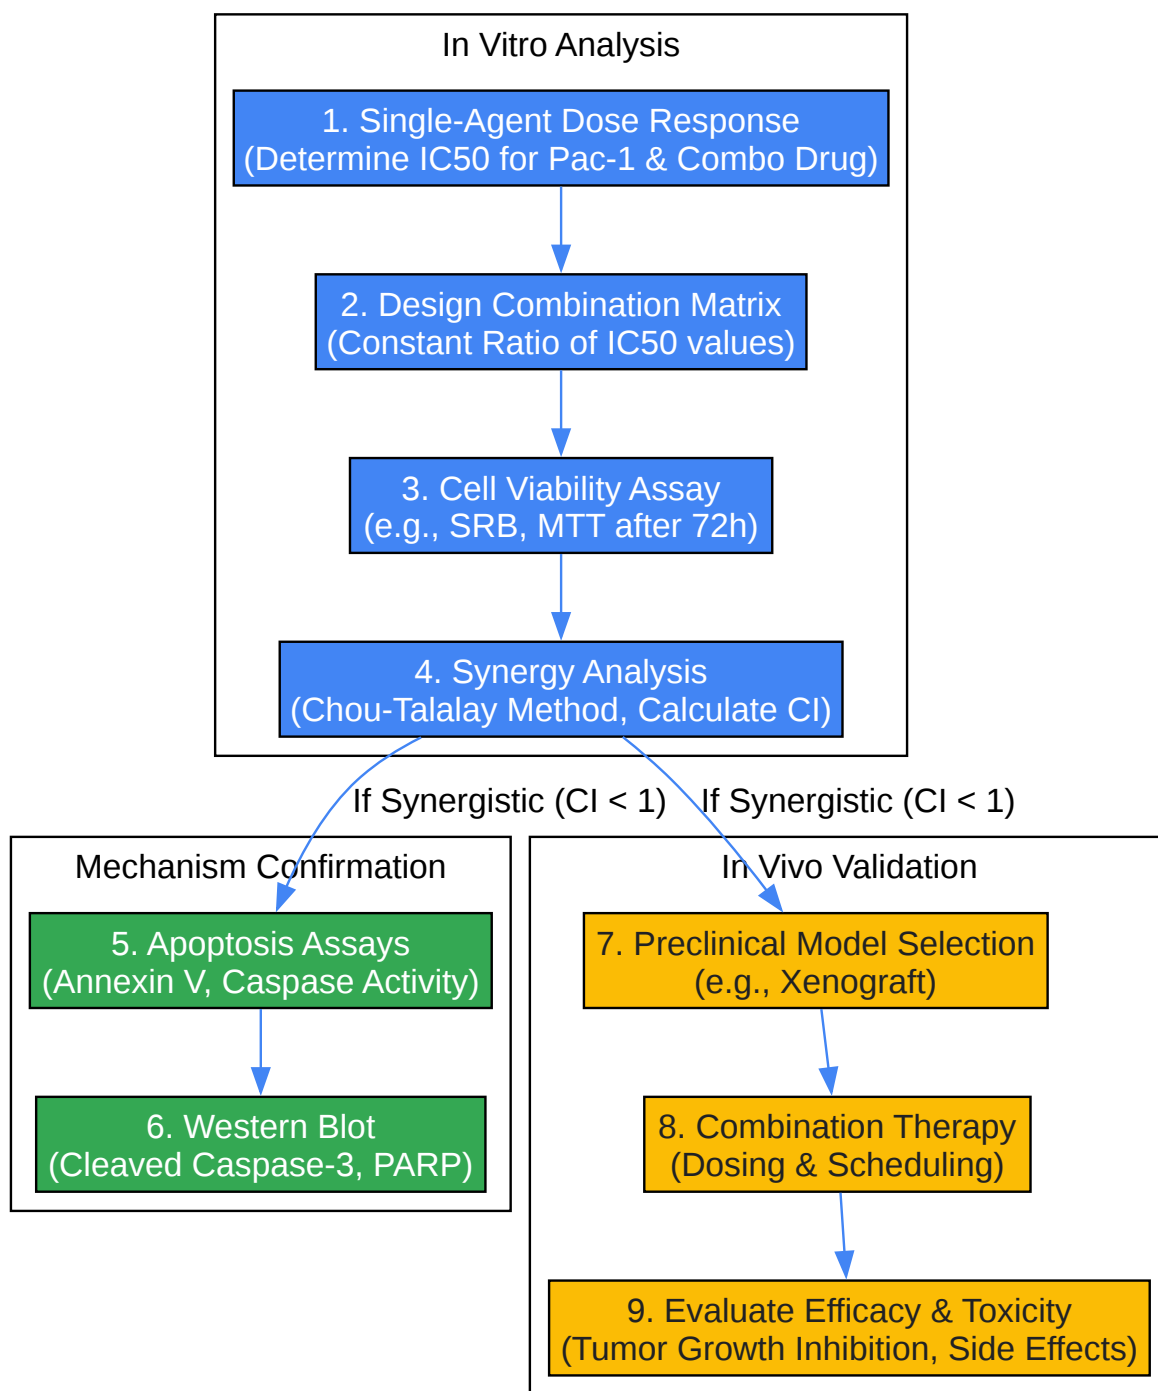 In Vitro Analysis
1. Single-Agent Dose Response
(Determine IC50 for Pac-1 & Combo Drug)
2. Design Combination Matrix
(Constant Ratio of IC50 values)
3. Cell Viability Assay
(e.g., SRB, MTT after 72h)
4. Synergy Analysis
(Chou-Talalay Method, Calculate CI)
If Synergistic (CI < 1)
If Synergistic (CI < 1)
Mechanism Confirmation
5. Apoptosis Assays
(Annexin V, Caspase Activity)
6. Western Blot
(Cleaved Caspase-3, PARP)
In Vivo Validation
7. Preclinical Model Selection
(e.g., Xenograft)
8. Combination Therapy
(Dosing & Scheduling)
9. Evaluate Efficacy & Toxicity
(Tumor Growth Inhibition, Side Effects)